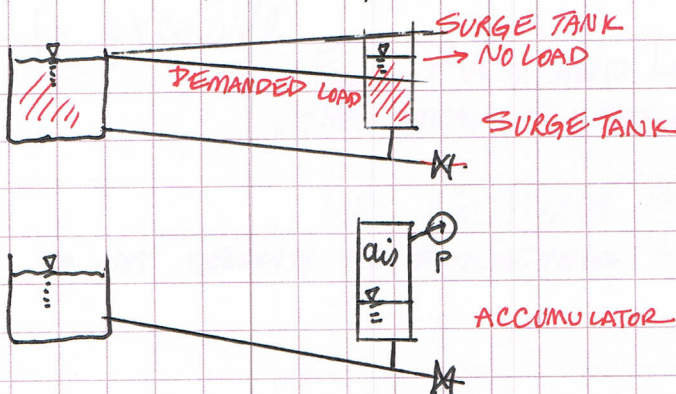 SURGE TANK
→ NO LOAD
DEMANDED LOAD
SURGE TANK
air
P
ACCUMULATOR